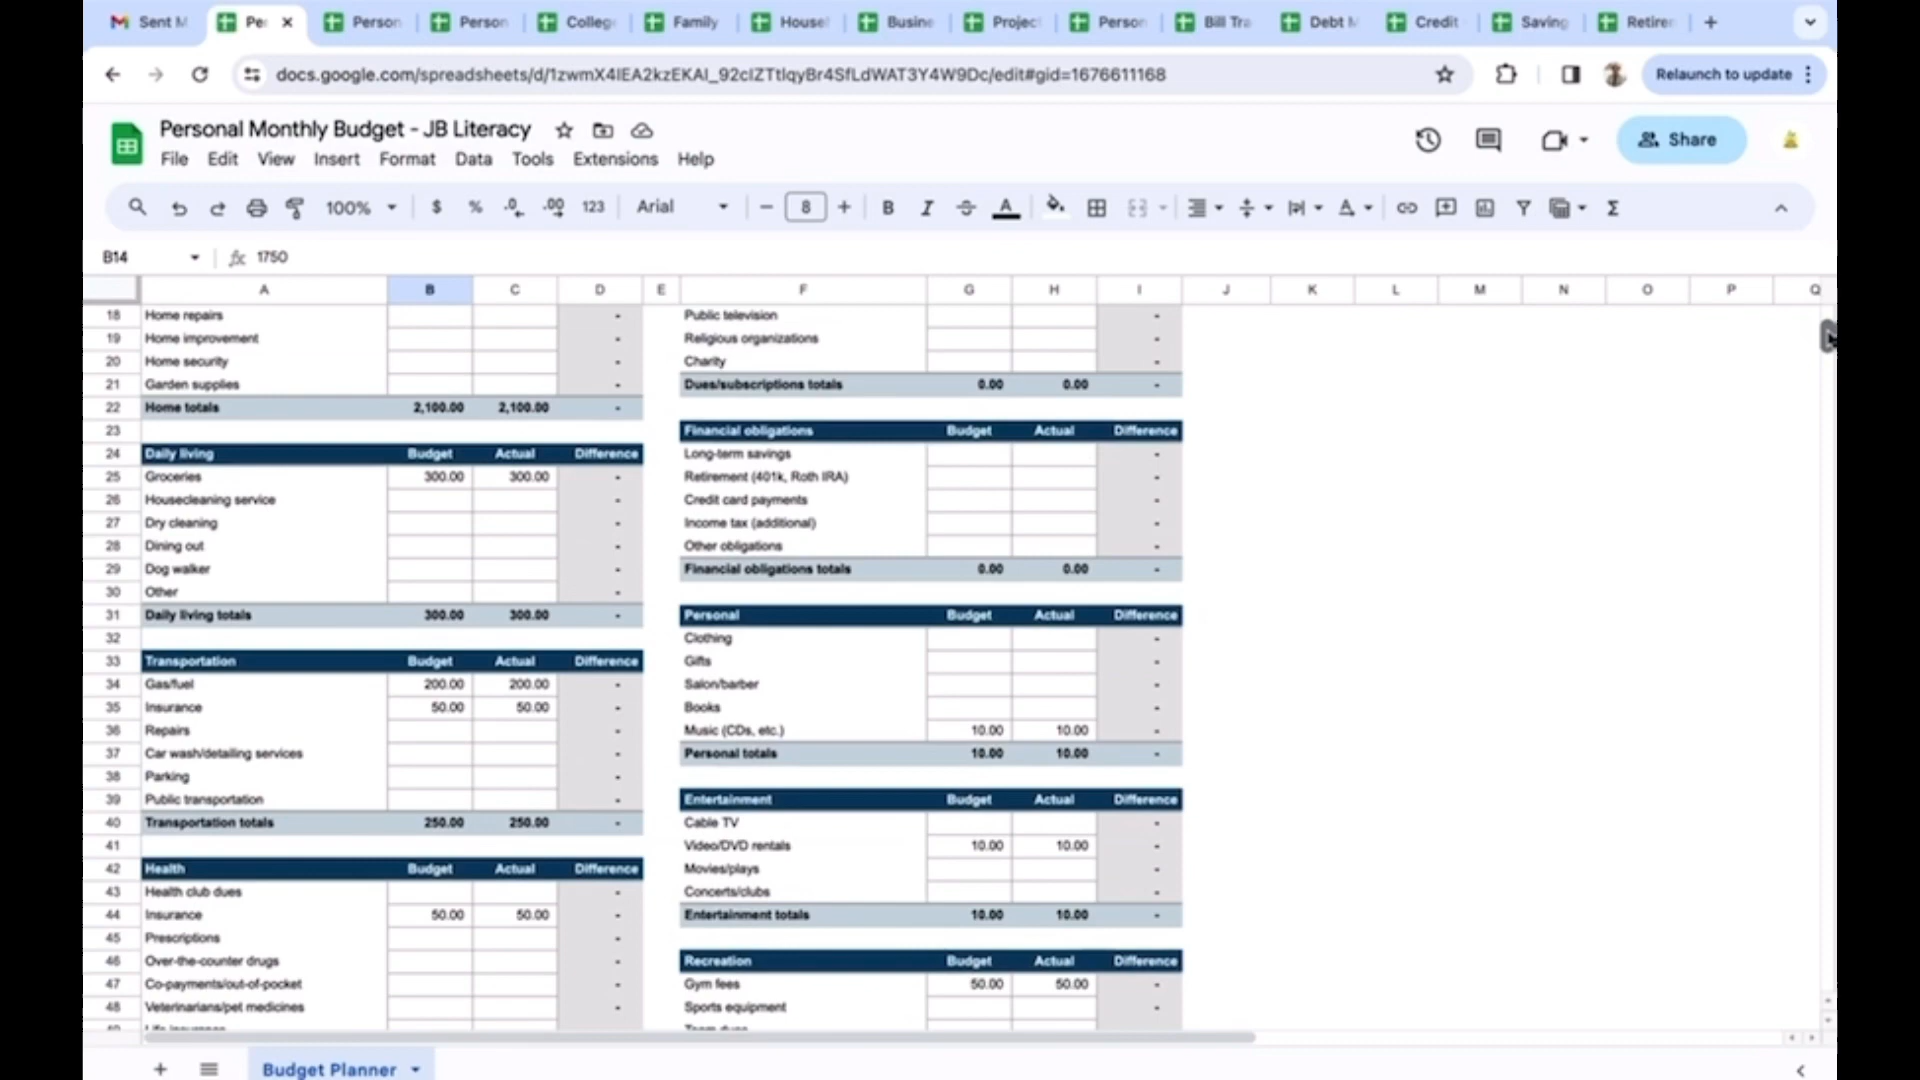 Sent M Pe Person Person College Family House Busine Project Person Bill Tra Debt M Credit Saving Retirer
docs.google.com/spreadsheets/d/1zwmX4lEA2kzEKAl_92clZTtlqyBr4SfLdWAT3Y4W9Dc/edit#gid=1676611168 Relaunch to update
Personal Monthly Budget - JB Literacy
Share
File Edit View Insert Format Data Tools Extensions Help
100% $ % .0 .00 123 Arial 8 B I A
B14 fx 1750
A B C D E F G H I J K L M N O P Q
18 Home repairs - Public television -
19 Home improvement - Religious organizations -
20 Home security - Charity -
21 Garden supplies - Dues/subscriptions totals 0.00 0.00 -
22 Home totals 2,100.00 2,100.00 -
23 Financial obligations Budget Actual Difference
24 Daily living Budget Actual Difference Long-term savings -
25 Groceries 300.00 300.00 - Retirement (401k, Roth IRA) -
26 Housecleaning service - Credit card payments -
27 Dry cleaning - Income tax (additional) -
28 Dining out - Other obligations -
29 Dog walker - Financial obligations totals 0.00 0.00 -
30 Other -
31 Daily living totals 300.00 300.00 - Personal Budget Actual Difference
32 Clothing -
33 Transportation Budget Actual Difference Gifts -
34 Gas/fuel 200.00 200.00 - Salon/barber -
35 Insurance 50.00 50.00 - Books -
36 Repairs - Music (CDs, etc.) 10.00 10.00 -
37 Car wash/detailing services - Personal totals 10.00 10.00 -
38 Parking -
39 Public transportation - Entertainment Budget Actual Difference
40 Transportation totals 250.00 250.00 - Cable TV -
41 Video/DVD rentals 10.00 10.00 -
42 Health Budget Actual Difference Movies/plays -
43 Health club dues - Concerts/clubs -
44 Insurance 50.00 50.00 - Entertainment totals 10.00 10.00 -
45 Prescriptions -
46 Over-the-counter drugs - Recreation Budget Actual Difference
47 Co-payments/out-of-pocket - Gym fees 50.00 50.00 -
48 Veterinarians/pet medicines - Sports equipment -
49 Life insurance Team dues
Budget Planner